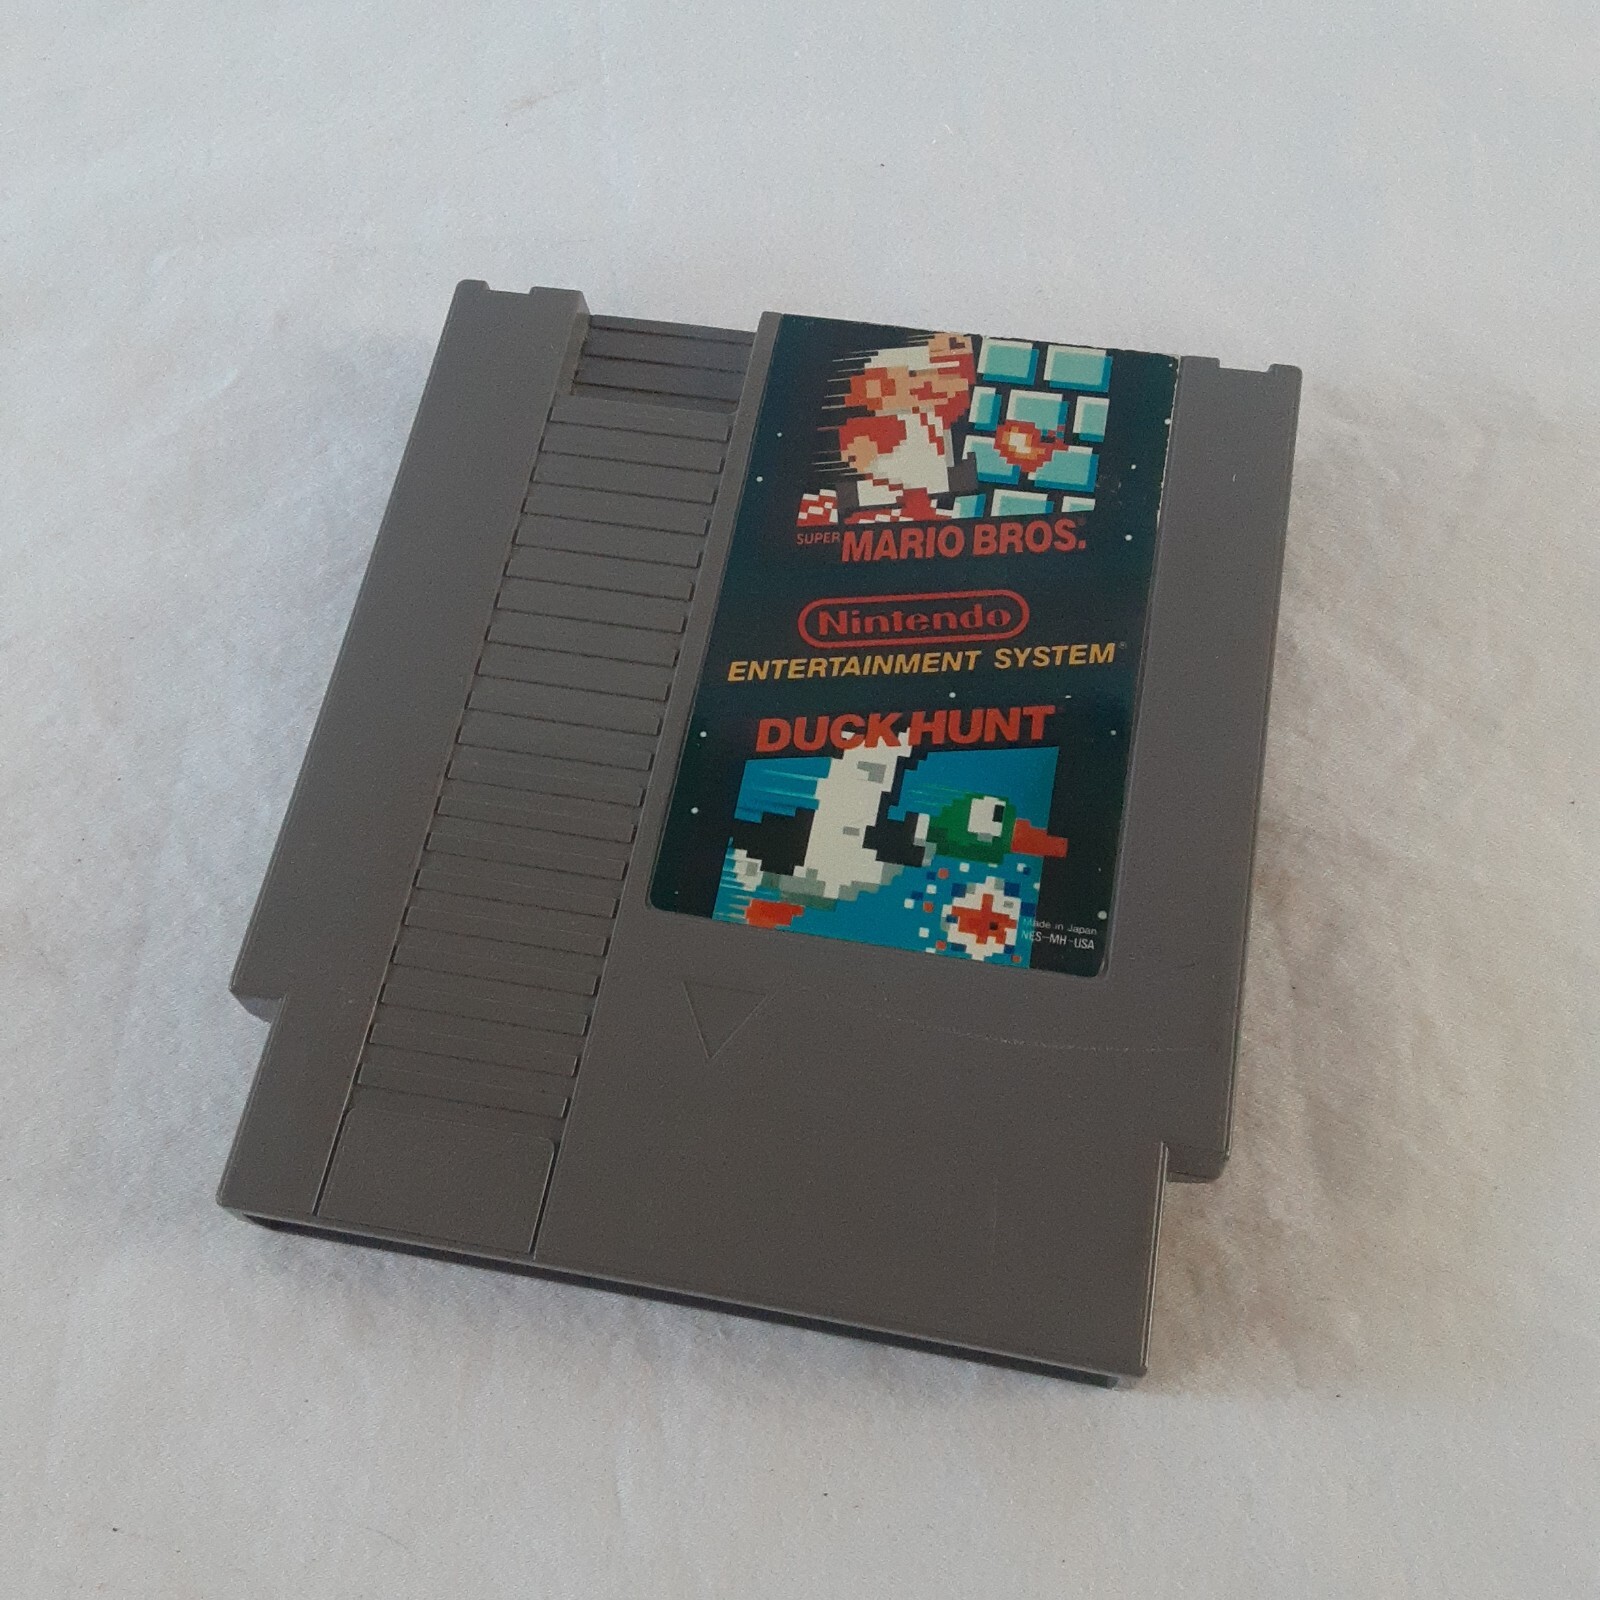 SUPER MARIO BROS.®
Nintendo
ENTERTAINMENT SYSTEM®
DUCK HUNT
Made in Japan
NES-MH-USA